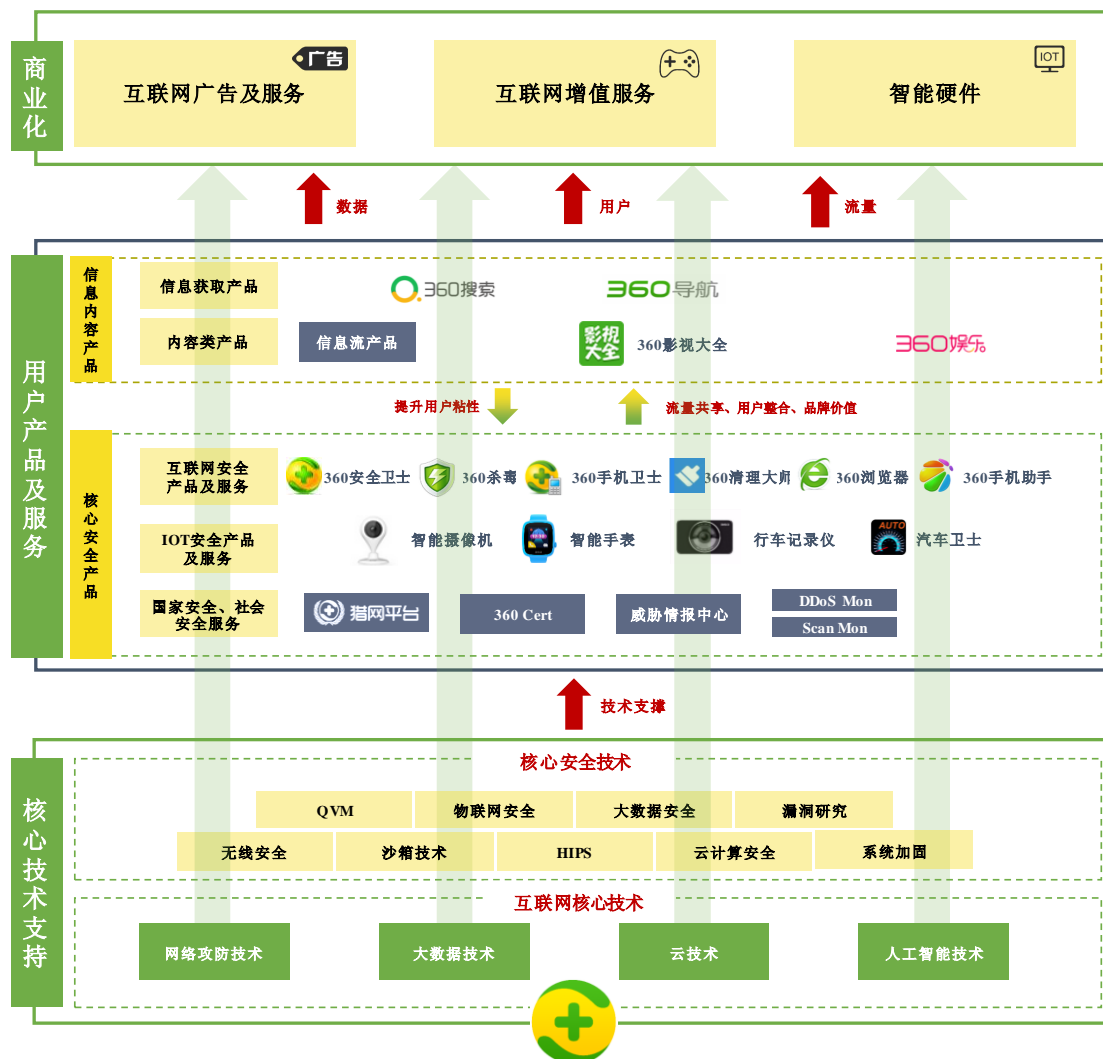 商业化
广告
互联网广告及服务
互联网增值服务
IOT
智能硬件
数据
用户
流量
用户产品及服务
信息内容产品
信息获取产品
360搜索
360导航
内容类产品
信息流产品
影视大全
360影视大全
360娱乐
提升用户粘性
流量共享、用户整合、品牌价值
核心安全产品
互联网安全
产品及服务
360安全卫士
360杀毒
360手机卫士
360清理大师
360浏览器
360手机助手
IOT安全产品
及服务
智能摄像机
智能手表
行车记录仪
AUTO
汽车卫士
国家安全、社会
安全服务
猎网平台
360 Cert
威胁情报中心
DDoS Mon
Scan Mon
技术支撑
核心技术支持
核心安全技术
QVM
物联网安全
大数据安全
漏洞研究
无线安全
沙箱技术
HIPS
云计算安全
系统加固
互联网核心技术
网络攻防技术
大数据技术
云技术
人工智能技术